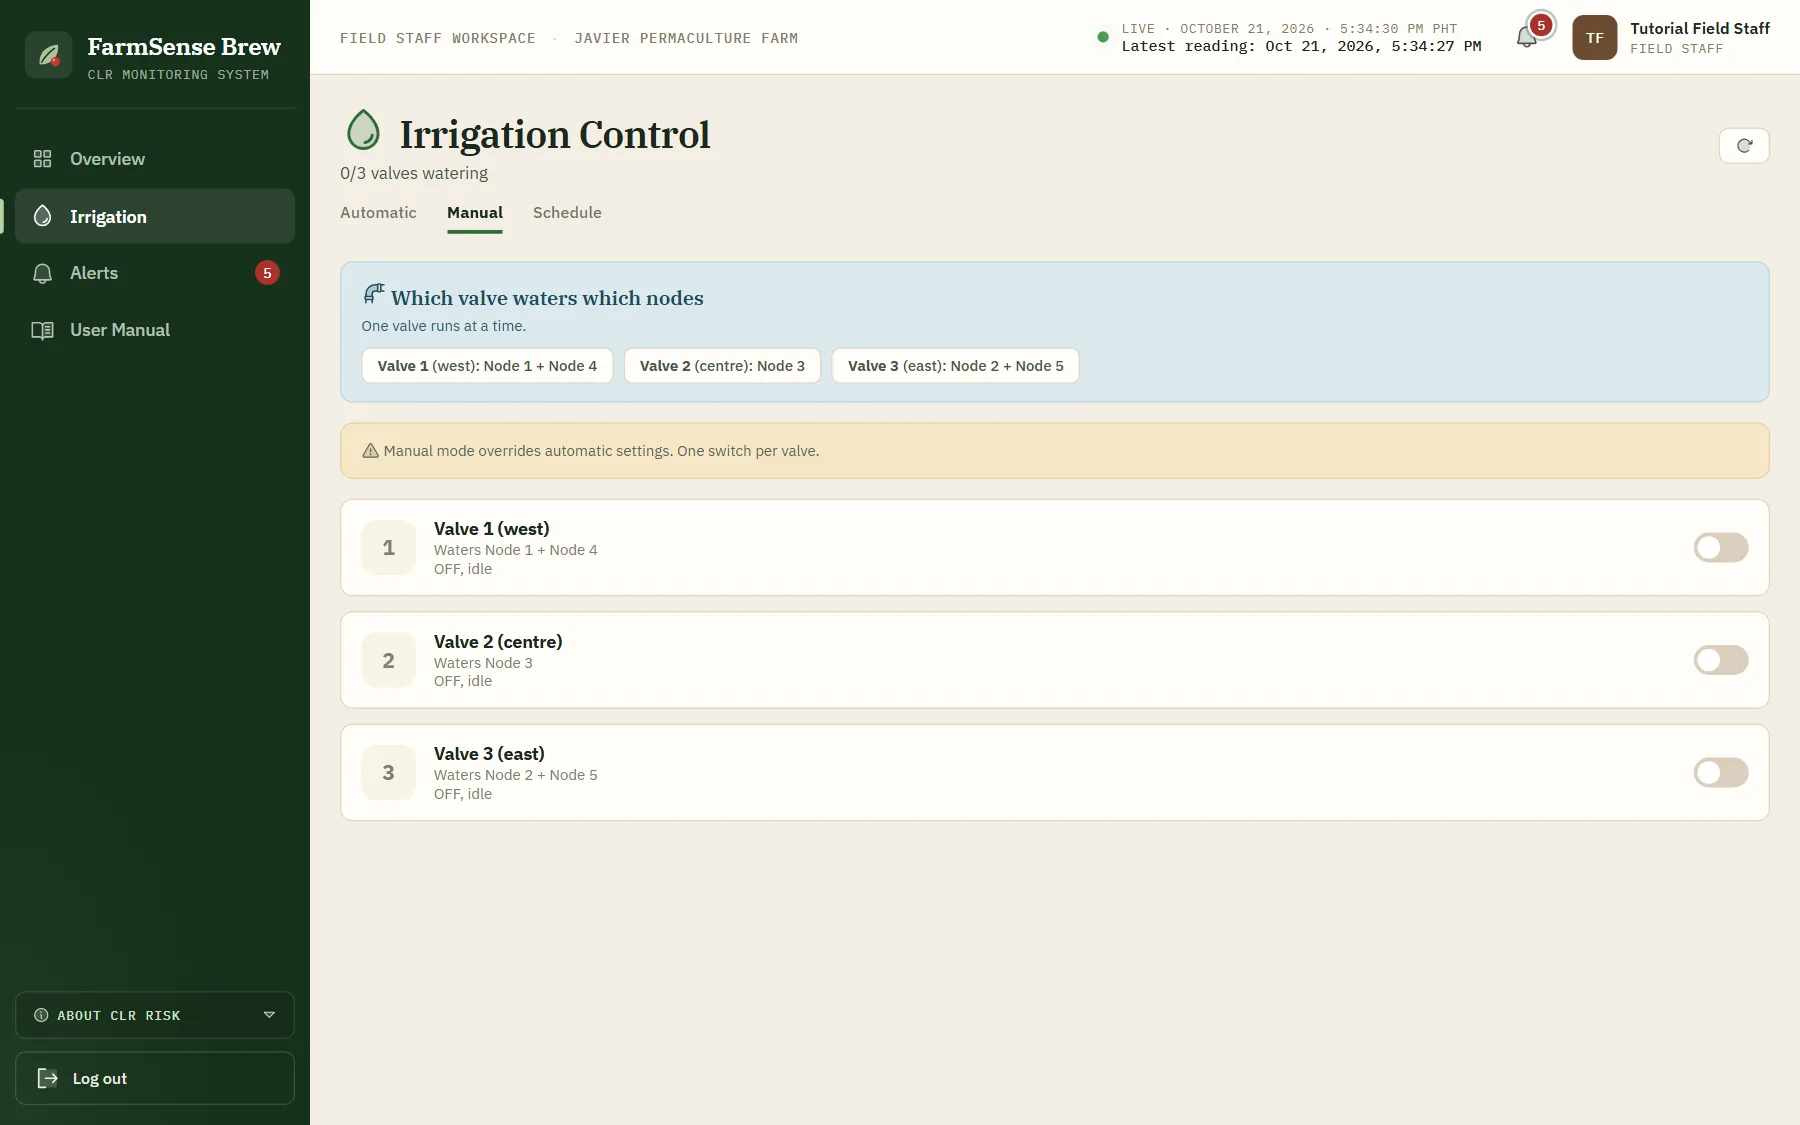 FarmSense Brew
CLR MONITORING SYSTEM
Overview
Irrigation
Alerts
5
User Manual
ABOUT CLR RISK
Log out
FIELD STAFF WORKSPACE · JAVIER PERMACULTURE FARM
LIVE · OCTOBER 21, 2026 · 5:34:30 PM PHT
Latest reading: Oct 21, 2026, 5:34:27 PM
5
TF
Tutorial Field Staff
FIELD STAFF
Irrigation Control
0/3 valves watering
Automatic Manual Schedule
Which valve waters which nodes
One valve runs at a time.
Valve 1 (west): Node 1 + Node 4
Valve 2 (centre): Node 3
Valve 3 (east): Node 2 + Node 5
Manual mode overrides automatic settings. One switch per valve.
1
Valve 1 (west)
Waters Node 1 + Node 4
OFF, idle
2
Valve 2 (centre)
Waters Node 3
OFF, idle
3
Valve 3 (east)
Waters Node 2 + Node 5
OFF, idle